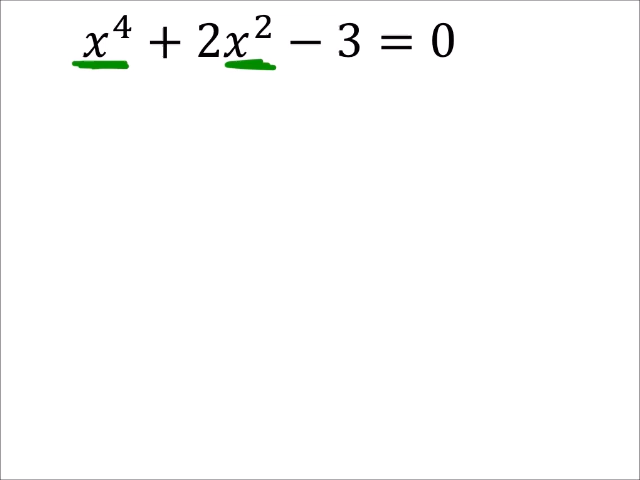 x⁴ + 2x² − 3 = 0